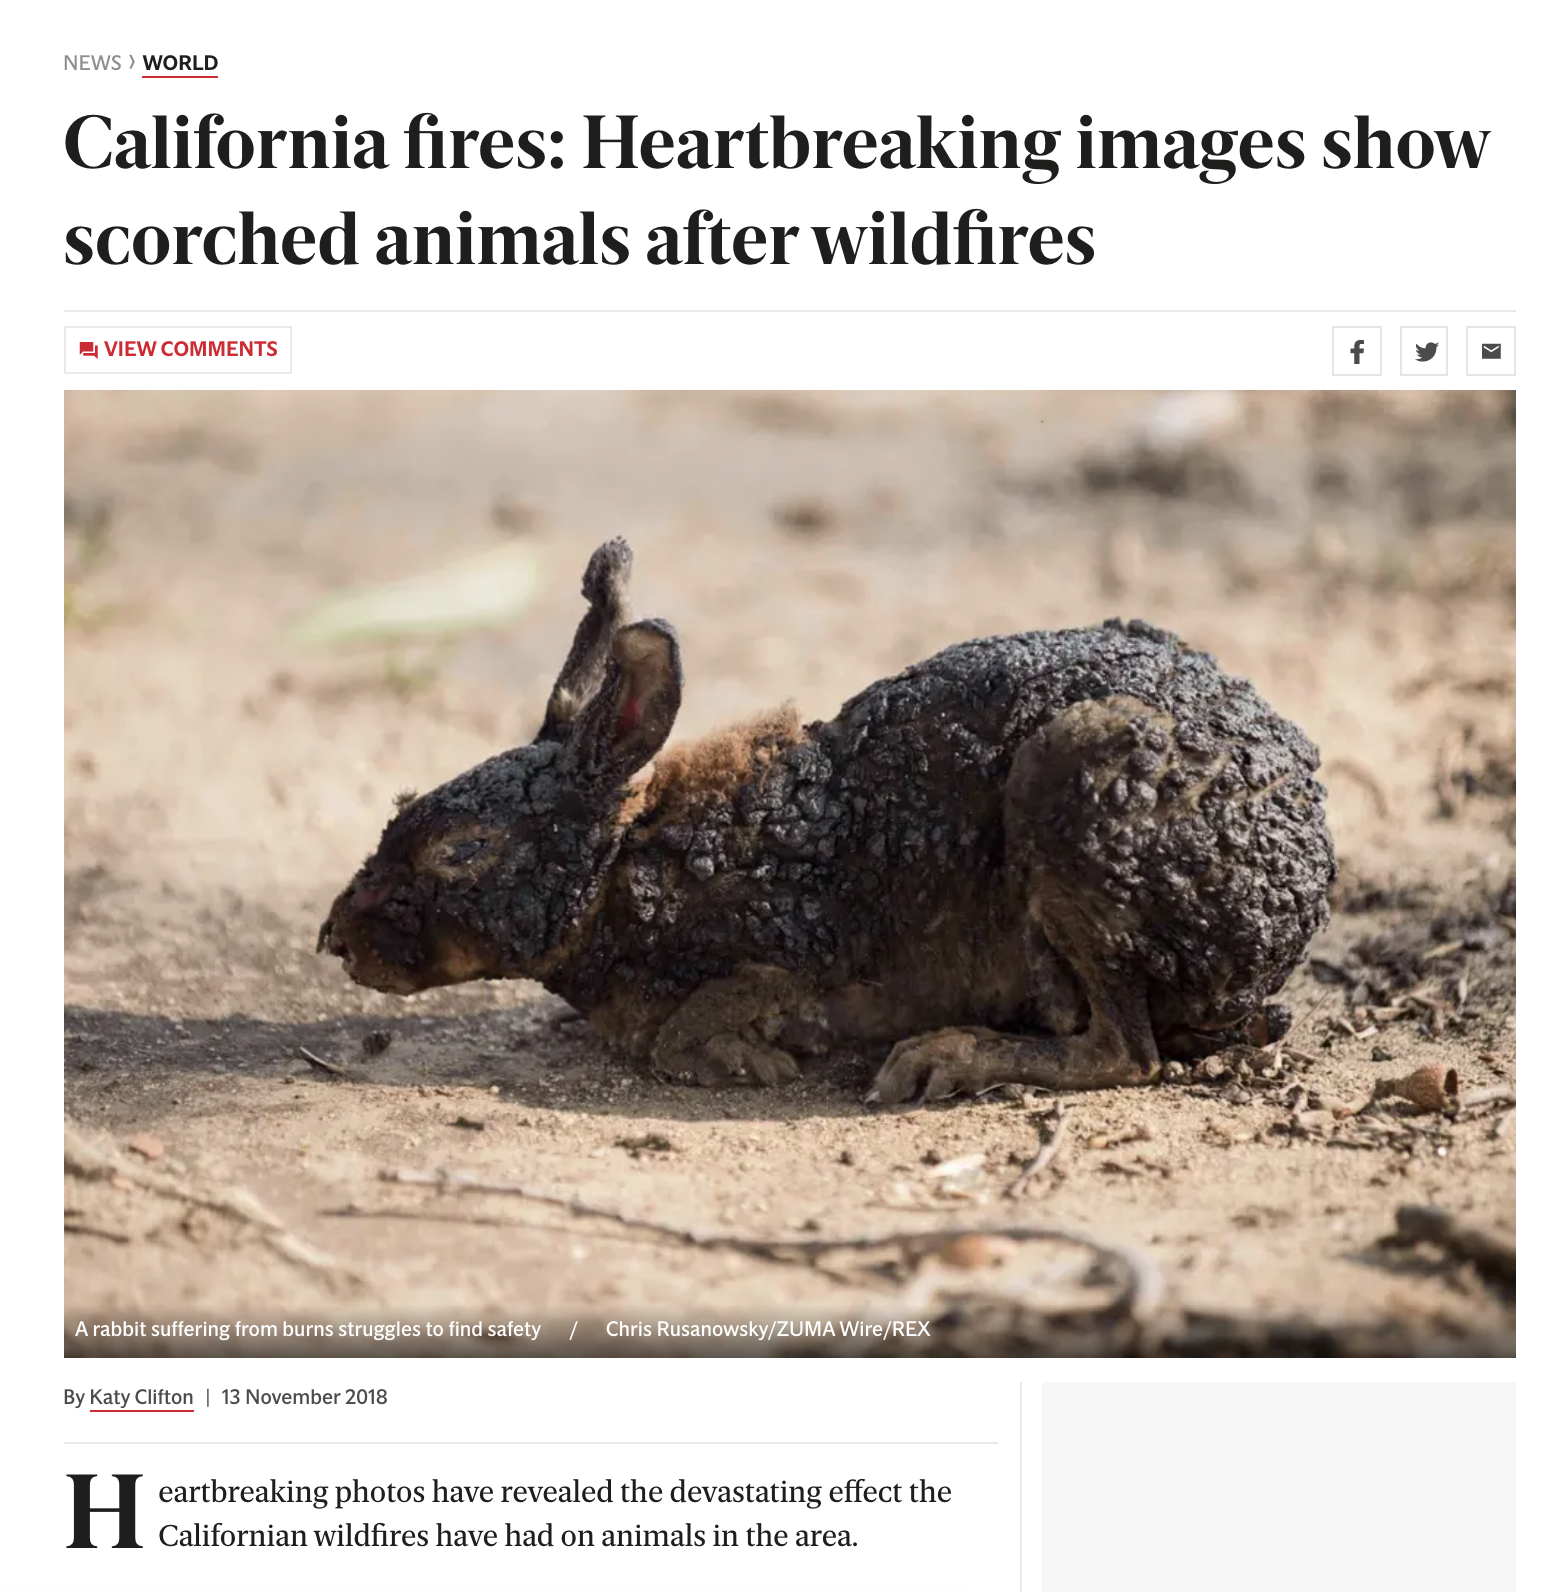 NEWS › WORLD
California fires: Heartbreaking images show
scorched animals after wildfires
VIEW COMMENTS
A rabbit suffering from burns struggles to find safety / Chris Rusanowsky/ZUMA Wire/REX
By Katy Clifton | 13 November 2018
Heartbreaking photos have revealed the devastating effect the
Californian wildfires have had on animals in the area.